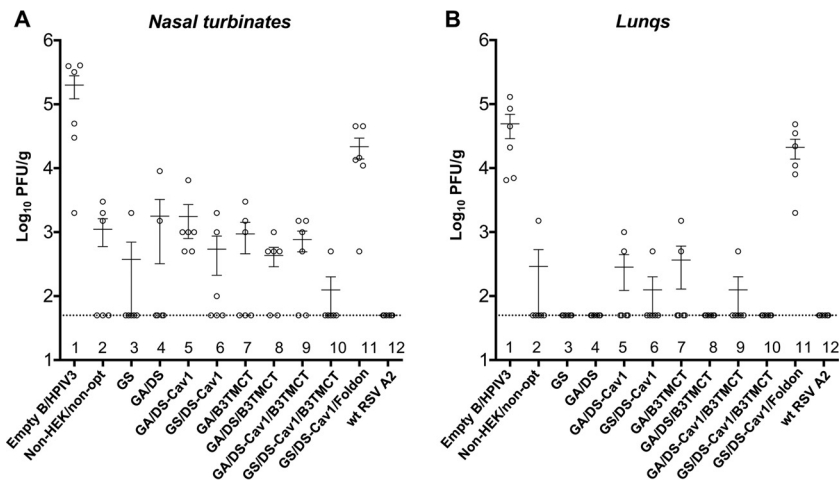 A
Nasal turbinates
Log10 PFU/g
6
5
4
3
2
1
1 2 3 4 5 6 7 8 9 10 11 12
Empty B/HPIV3
Non-HEK/non-opt
GS
GA/DS
GA/DS-Cav1
GS/DS-Cav1
GA/B3TMCT
GA/DS/B3TMCT
GA/DS-Cav1/B3TMCT
GS/DS-Cav1/B3TMCT
GS/DS-Cav1/Foldon
wt RSV A2
B
Lunqs
Log10 PFU/g
6
5
4
3
2
1
1 2 3 4 5 6 7 8 9 10 11 12
Empty B/HPIV3
Non-HEK/non-opt
GS
GA/DS
GA/DS-Cav1
GS/DS-Cav1
GA/B3TMCT
GA/DS/B3TMCT
GA/DS-Cav1/B3TMCT
GS/DS-Cav1/B3TMCT
GS/DS-Cav1/Foldon
wt RSV A2